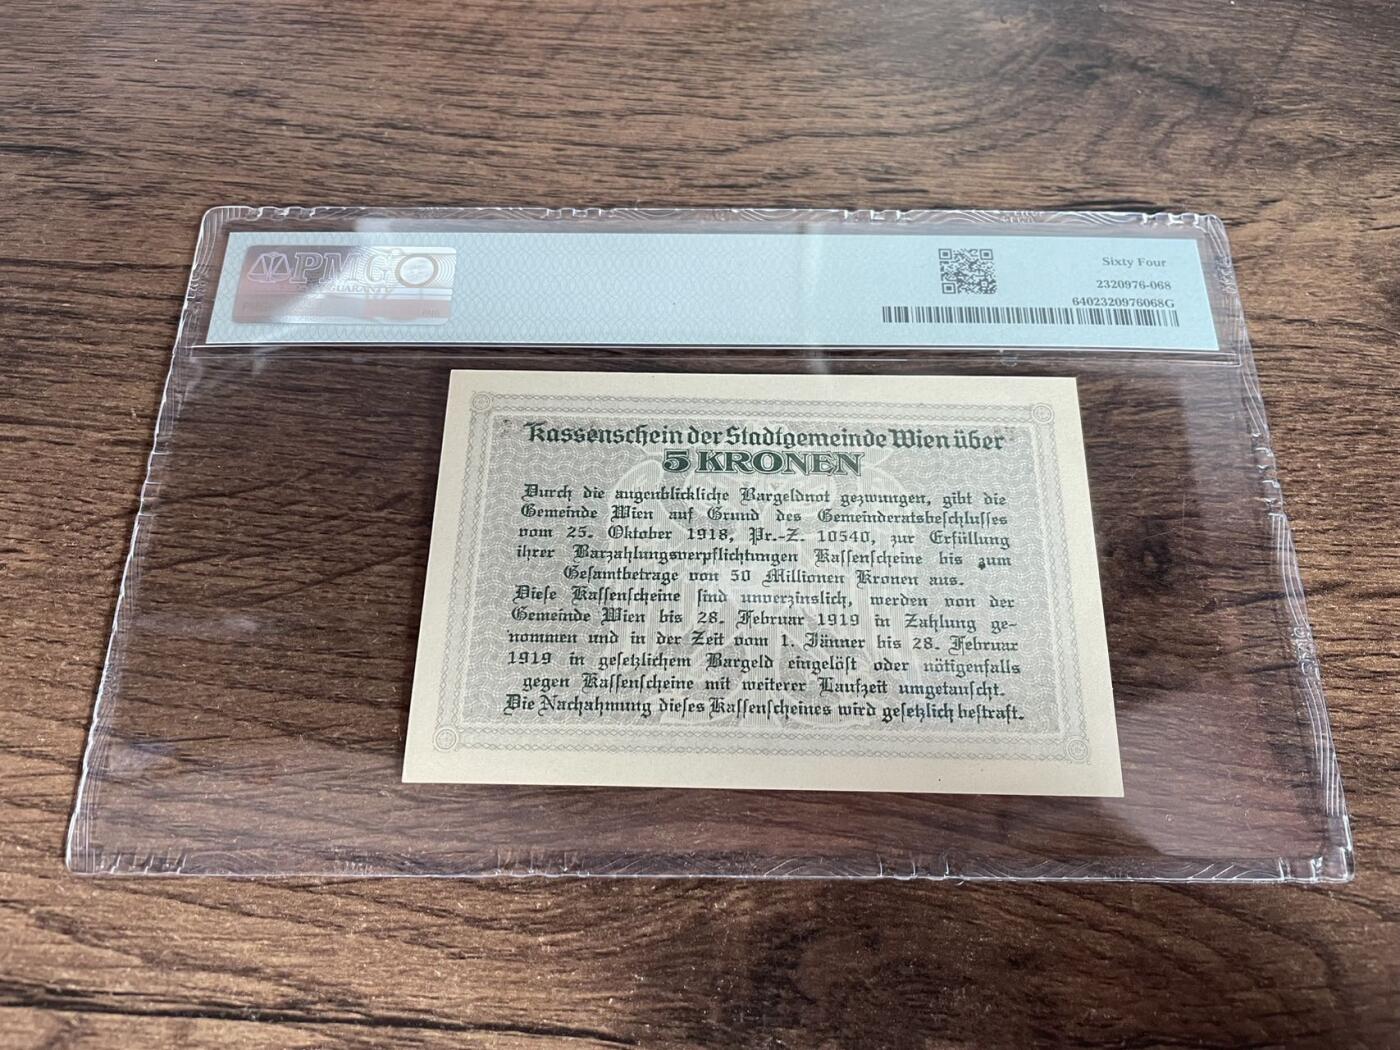 PMG
GUARANTY
Sixty Four
2320976-068
6402320976068G
Kassenschein der Stadtgemeinde Wien über
5 KRONEN
Durch die augenblickliche Bargeldnot gezwungen, gibt die
Gemeinde Wien auf Grund des Gemeinderatsbeschlusses
vom 25. Oktober 1918, Pr.-Z. 10540, zur Erfüllung
ihrer Barzahlungsverpflichtungen Kassenscheine bis zum
Gesamtbetrage von 50 Millionen Kronen aus.
Diese Kassenscheine sind unverzinslich, werden von der
Gemeinde Wien bis 28. Februar 1919 in Zahlung ge-
nommen und in der Zeit vom 1. Jänner bis 28. Februar
1919 in gesetzlichem Bargeld eingelöst oder nötigenfalls
gegen Kassenscheine mit weiterer Laufzeit umgetauscht.
Die Nachahmung dieses Kassenscheines wird gesetzlich bestraft.